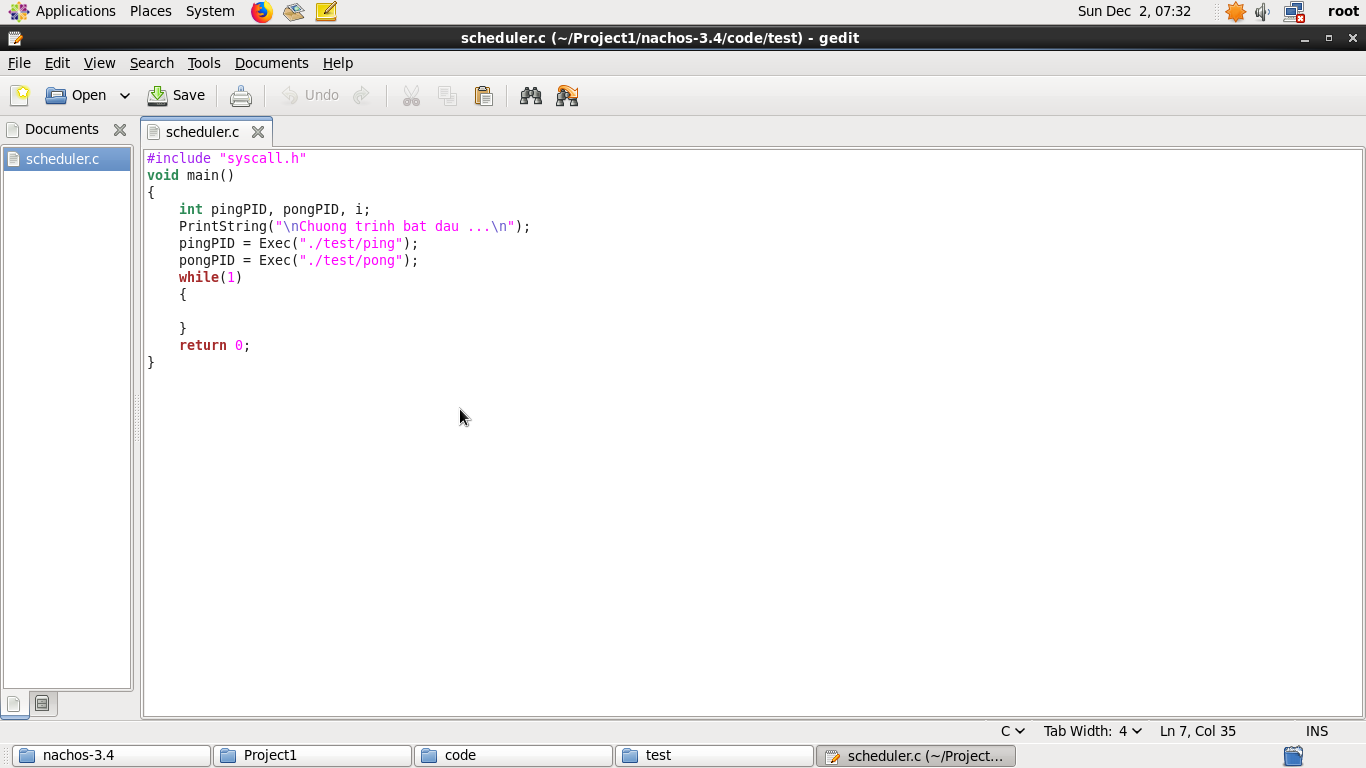 Applications Places System Sun Dec 2, 07:32 root
scheduler.c (~/Project1/nachos-3.4/code/test) - gedit
File Edit View Search Tools Documents Help
Open Save Undo
Documents
scheduler.c
scheduler.c
#include "syscall.h"
void main()
{
    int pingPID, pongPID, i;
    PrintString("\nChuong trinh bat dau ...\n");
    pingPID = Exec("./test/ping");
    pongPID = Exec("./test/pong");
    while(1)
    {
    }
    return 0;
}
C Tab Width: 4 Ln 7, Col 35 INS
nachos-3.4 Project1 code test scheduler.c (~/Project...